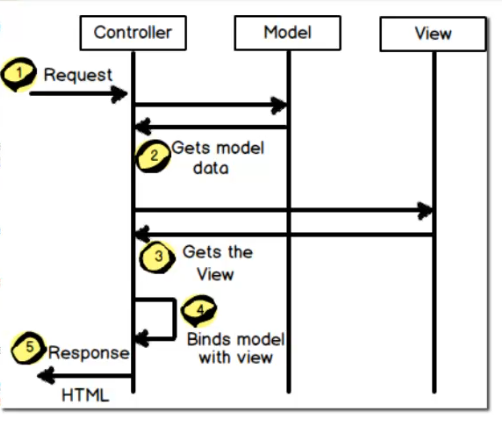 Controller
Model
View
1
Request
2
Gets model
data
3
Gets the
View
4
Binds model
with view
5
Response
HTML